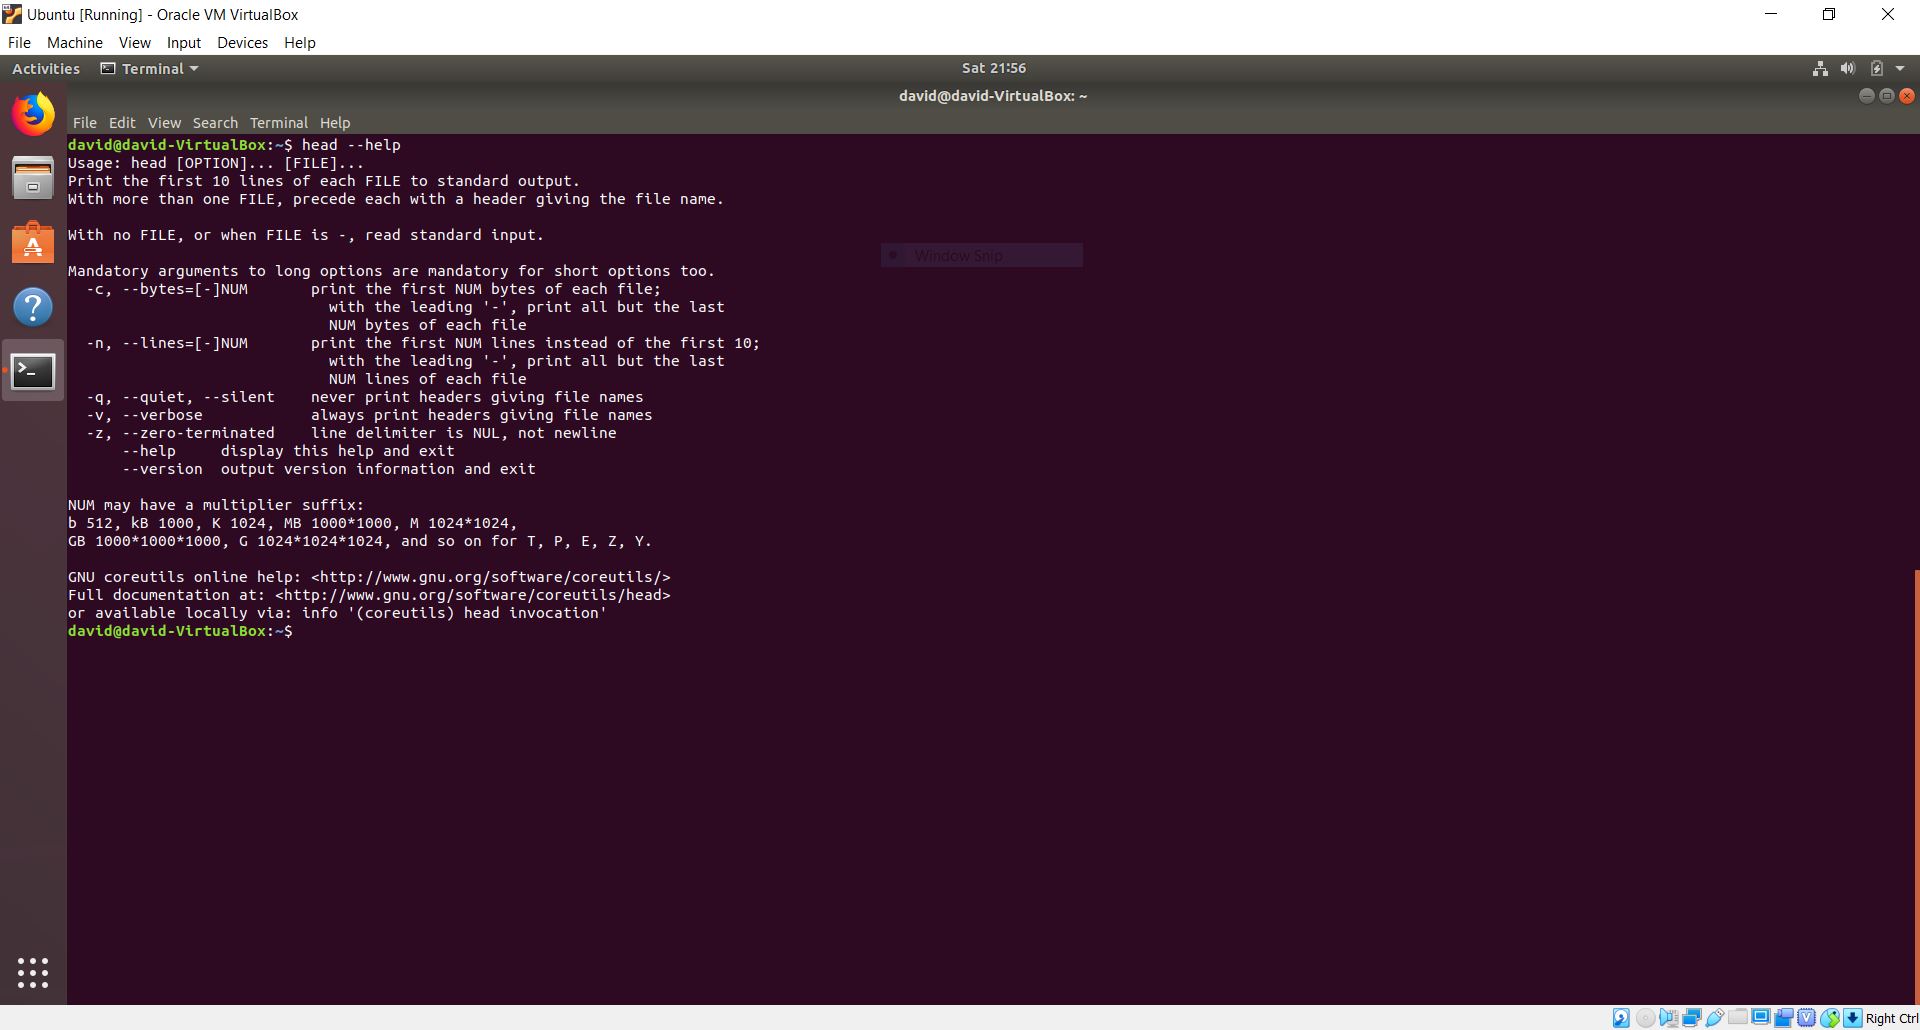 Ubuntu [Running] - Oracle VM VirtualBox
File Machine View Input Devices Help
Activities Terminal Sat 21:56
david@david-VirtualBox: ~
File Edit View Search Terminal Help
david@david-VirtualBox:~$ head --help
Usage: head [OPTION]... [FILE]...
Print the first 10 lines of each FILE to standard output.
With more than one FILE, precede each with a header giving the file name.
With no FILE, or when FILE is -, read standard input.
Window Snip
Mandatory arguments to long options are mandatory for short options too.
  -c, --bytes=[-]NUM       print the first NUM bytes of each file;
                             with the leading '-', print all but the last
                             NUM bytes of each file
  -n, --lines=[-]NUM       print the first NUM lines instead of the first 10;
                             with the leading '-', print all but the last
                             NUM lines of each file
  -q, --quiet, --silent    never print headers giving file names
  -v, --verbose            always print headers giving file names
  -z, --zero-terminated    line delimiter is NUL, not newline
      --help     display this help and exit
      --version  output version information and exit
NUM may have a multiplier suffix:
b 512, kB 1000, K 1024, MB 1000*1000, M 1024*1024,
GB 1000*1000*1000, G 1024*1024*1024, and so on for T, P, E, Z, Y.
GNU coreutils online help: <http://www.gnu.org/software/coreutils/>
Full documentation at: <http://www.gnu.org/software/coreutils/head>
or available locally via: info '(coreutils) head invocation'
david@david-VirtualBox:~$
Right Ctrl